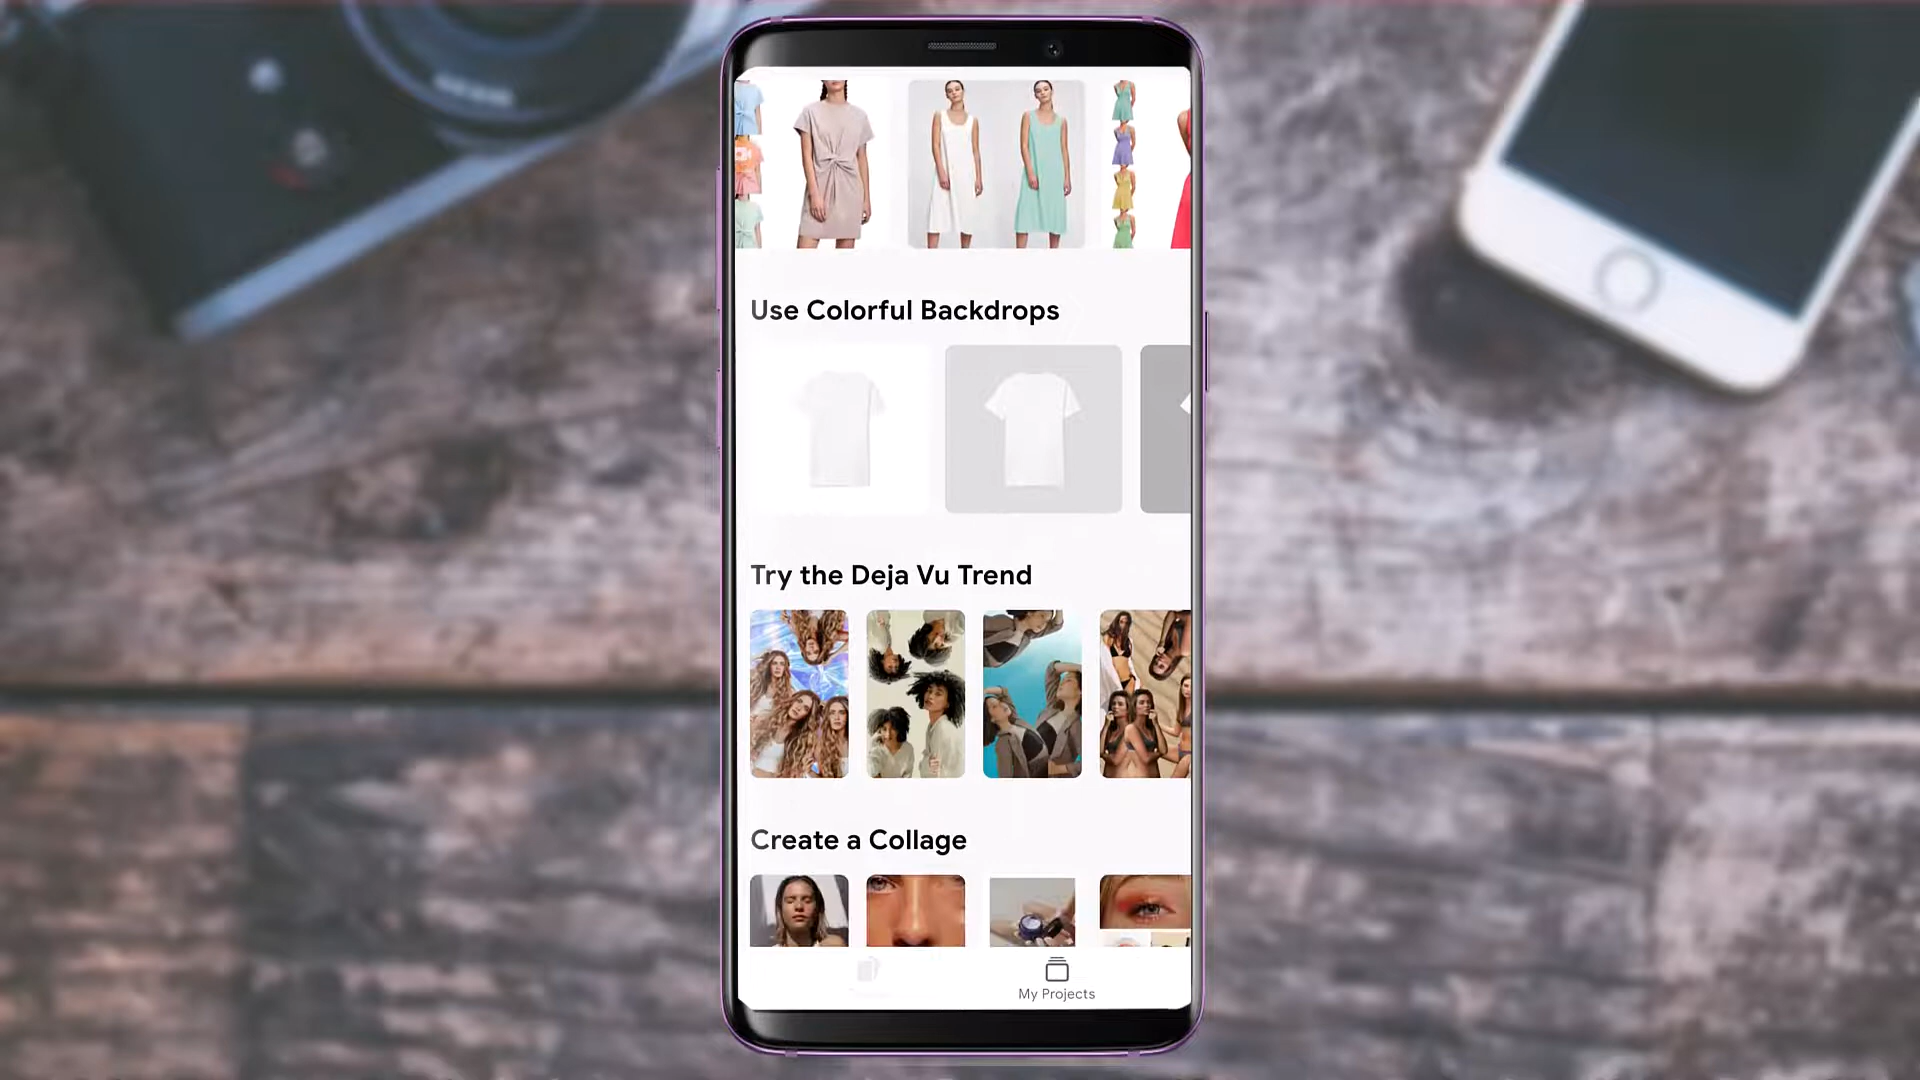 Use Colorful Backdrops
Try the Deja Vu Trend
Create a Collage
My Projects